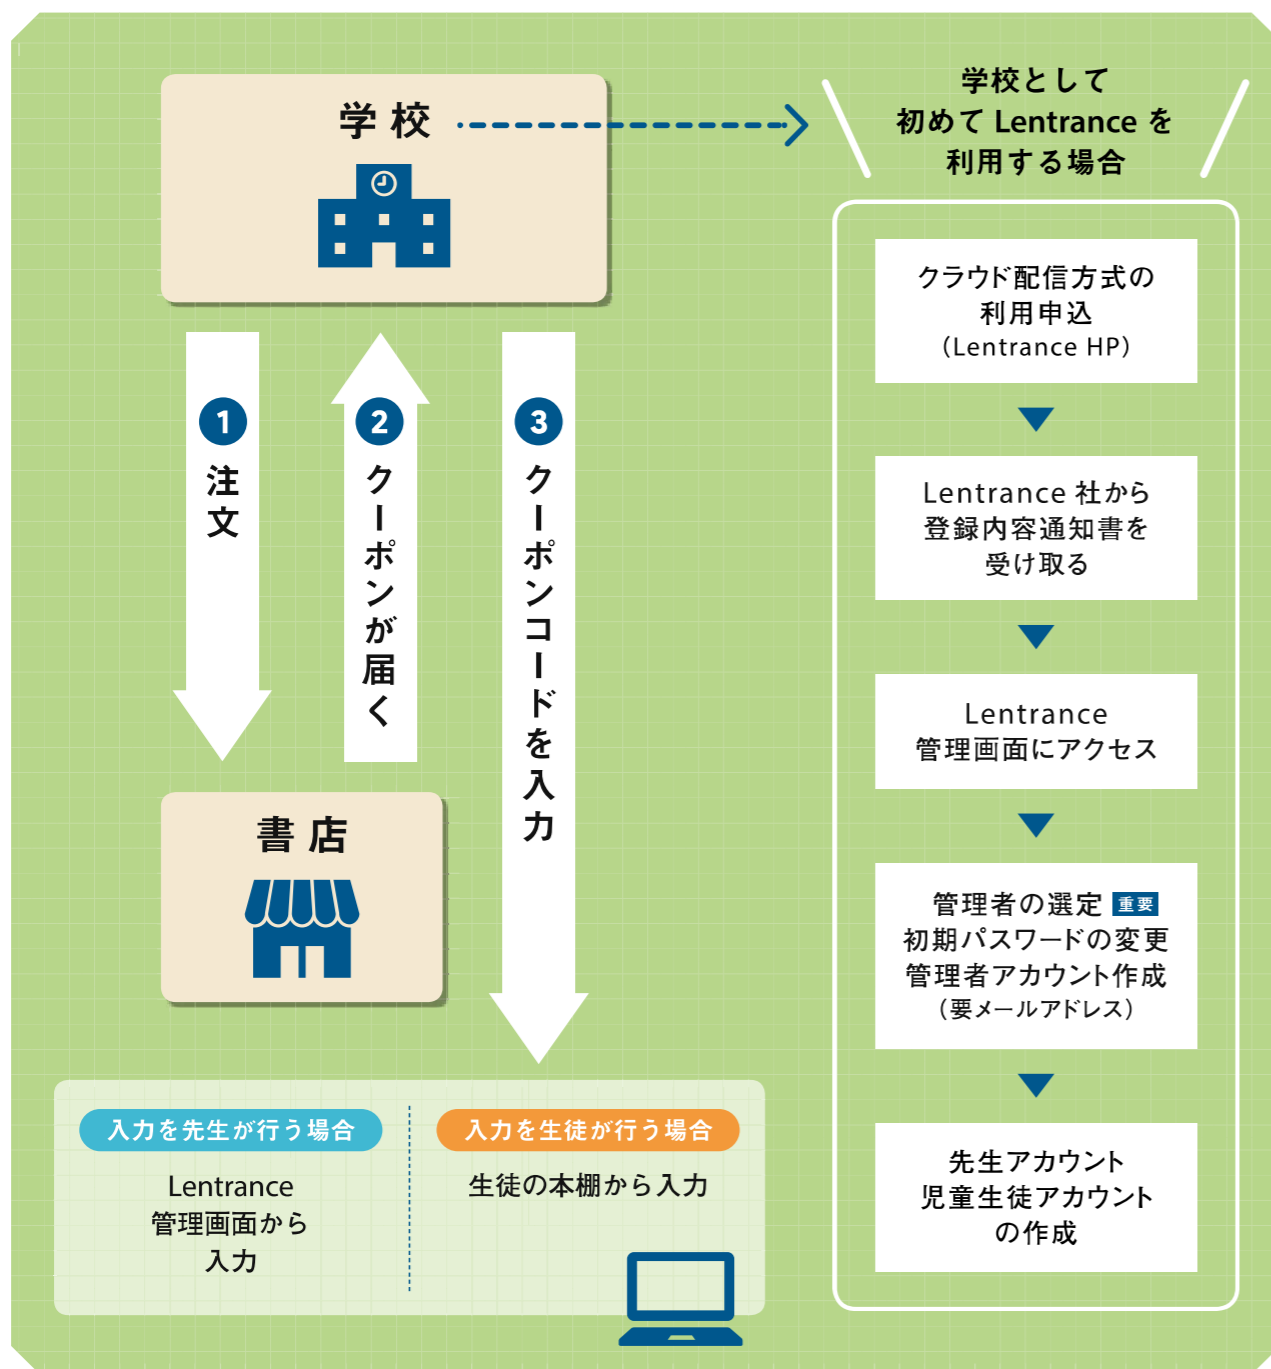 学校
学校として
初めて Lentrance を
利用する場合
クラウド配信方式の
利用申込
（Lentrance HP）
Lentrance 社から
登録内容通知書を
受け取る
Lentrance
管理画面にアクセス
管理者の選定 重要
初期パスワードの変更
管理者アカウント作成
（要メールアドレス）
先生アカウント
児童生徒アカウント
の作成
1 注文
2 クーポンが届く
3 クーポンコードを入力
書店
入力を先生が行う場合
Lentrance
管理画面から
入力
入力を生徒が行う場合
生徒の本棚から入力